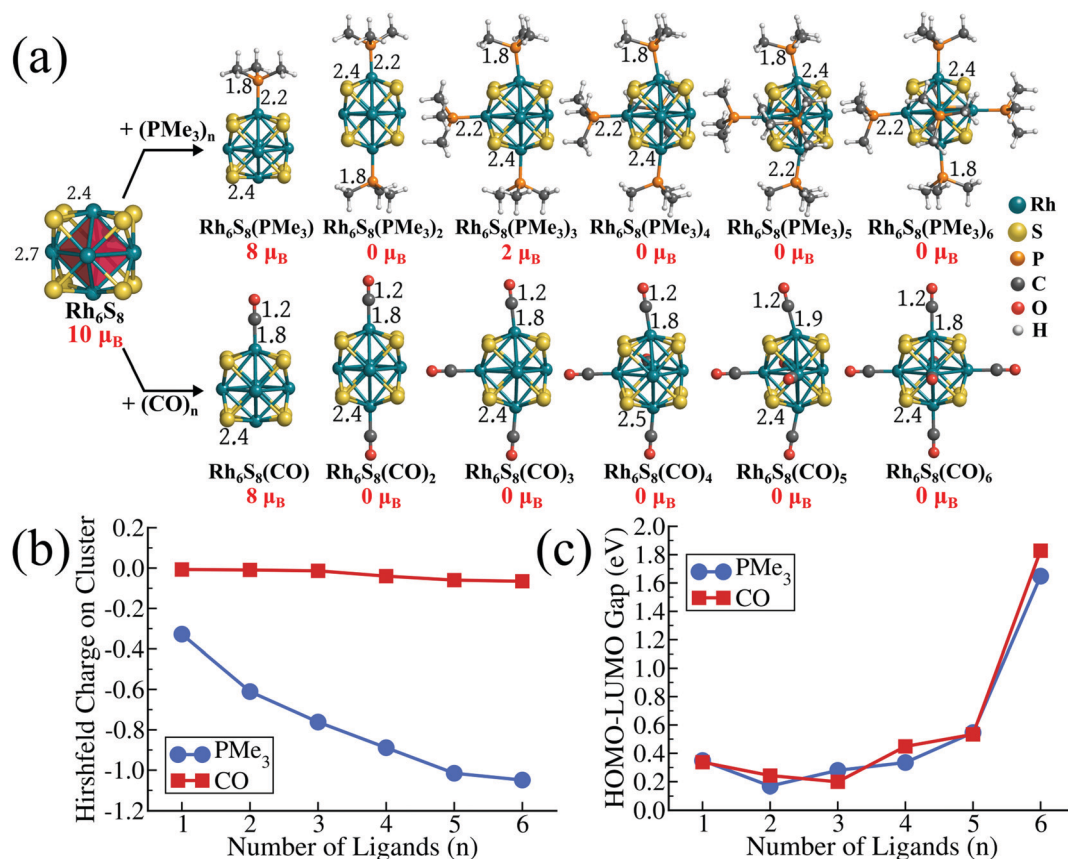 (a)
1.8
2.2
2.4
2.2
1.8
1.8
2.4
1.8
2.4
+ (PMe₃)ₙ
2.2
2.2
2.2
2.4
2.4
1.8
2.4
2.4
2.2
1.8
2.4
2.7
Rh₆S₈
10 μB
Rh₆S₈(PMe₃) Rh₆S₈(PMe₃)₂ Rh₆S₈(PMe₃)₃ Rh₆S₈(PMe₃)₄ Rh₆S₈(PMe₃)₅ Rh₆S₈(PMe₃)₆
8 μB 0 μB 2 μB 0 μB 0 μB 0 μB
Rh
S
P
C
O
H
+ (CO)ₙ
1.2
1.8
2.4
1.2
1.8
2.4
1.8
2.4
1.2
1.8
2.5
1.2
1.9
2.4
1.2
1.8
2.4
Rh₆S₈(CO) Rh₆S₈(CO)₂ Rh₆S₈(CO)₃ Rh₆S₈(CO)₄ Rh₆S₈(CO)₅ Rh₆S₈(CO)₆
8 μB 0 μB 0 μB 0 μB 0 μB 0 μB
(b)
Hirshfeld Charge on Cluster
0.2
0.0
-0.2
-0.4
-0.6
-0.8
-1.0
-1.2
PMe₃
CO
1 2 3 4 5 6
Number of Ligands (n)
(c)
HOMO-LUMO Gap (eV)
2.0
1.8
1.6
1.4
1.2
1.0
0.8
0.6
0.4
0.2
0.0
PMe₃
CO
1 2 3 4 5 6
Number of Ligands (n)